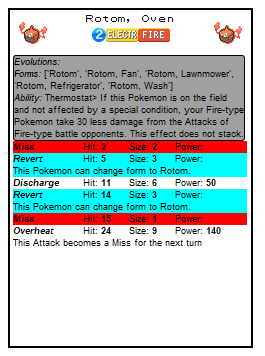 Rotom, Oven
2 ELECTR FIRE
Evolutions:
Forms: ['Rotom', 'Rotom, Fan', 'Rotom, Lawnmower',
'Rotom, Refrigerator', 'Rotom, Wash']
Ability: Thermostat> If this Pokemon is on the field
and not affected by a special condition, your Fire-type
Pokemon take 30 less damage from the Attacks of
Fire-type battle opponents. This effect does not stack.
Miss Hit: 2 Size: 2 Power:
Revert Hit: 5 Size: 3 Power:
This Pokemon can change form to Rotom.
Discharge Hit: 11 Size: 6 Power: 50
Revert Hit: 14 Size: 3 Power:
This Pokemon can change form to Rotom.
Miss Hit: 15 Size: 1 Power:
Overheat Hit: 24 Size: 9 Power: 140
This Attack becomes a Miss for the next turn